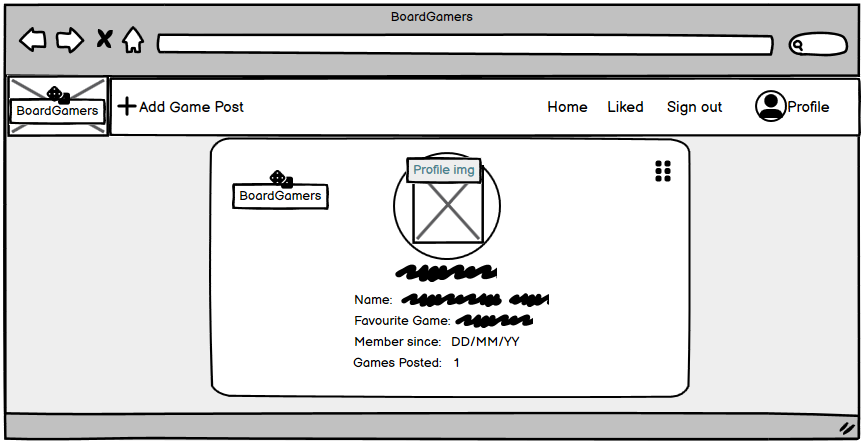 BoardGamers
BoardGamers
Add Game Post
Home
Liked
Sign out
Profile
BoardGamers
Profile img
Name:
Favourite Game:
Member since: DD/MM/YY
Games Posted: 1